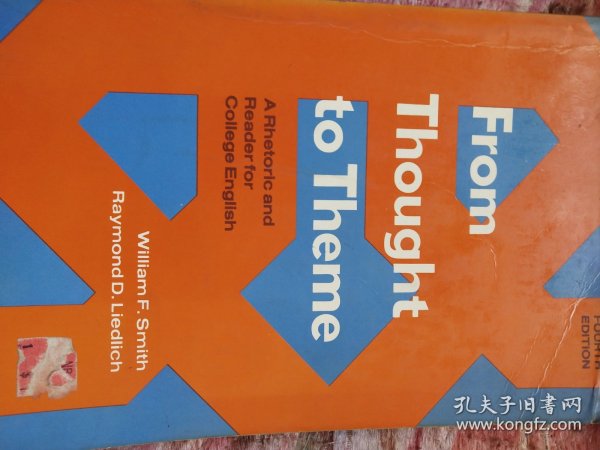 FOURTH
EDITION
From
Thought
to Theme
A Rhetoric and
Reader for
College English
William F. Smith
Raymond D. Liedlich
孔夫子旧书网
www.kongfz.com